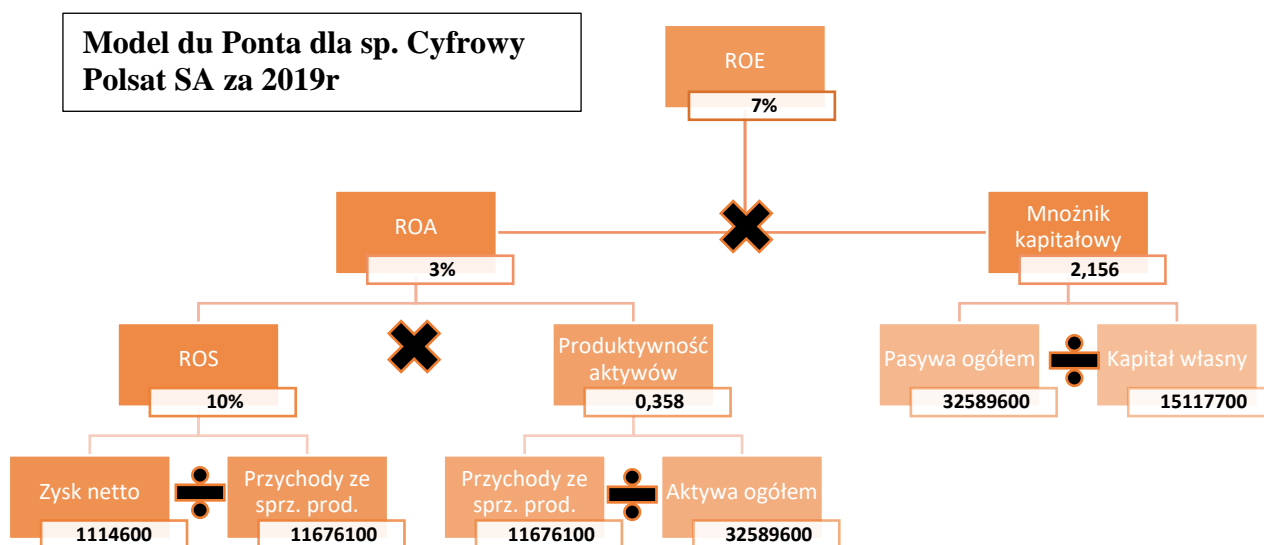 Model du Ponta dla sp. Cyfrowy
Polsat SA za 2019r
ROE
7%
ROA
3%
Mnożnik
kapitałowy
2,156
ROS
10%
Produktywność
aktywów
0,358
Pasywa ogółem
32589600
Kapitał własny
15117700
Zysk netto
1114600
Przychody ze
sprz. prod.
11676100
Przychody ze
sprz. prod.
11676100
Aktywa ogółem
32589600